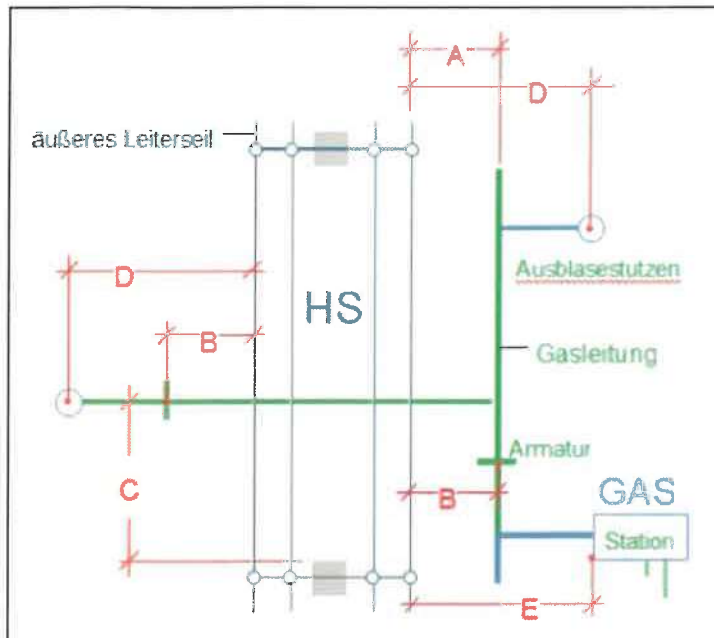 A
D
äußeres Leiterseil
D
Ausblasestutzen
HS
B
Gasleitung
Armatur
C
B
GAS
Station
E